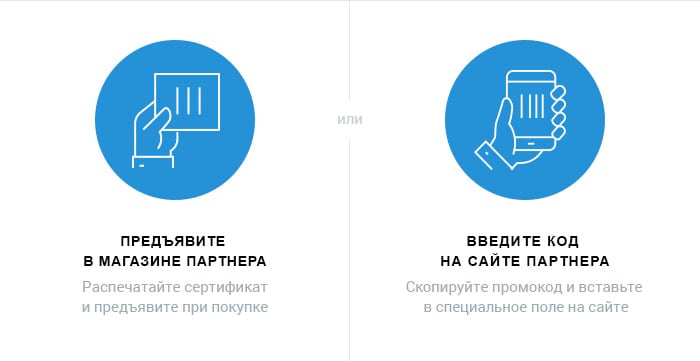 ПРЕДЪЯВИТЕ
В МАГАЗИНЕ ПАРТНЕРА
Распечатайте сертификат
и предъявите при покупке
или
ВВЕДИТЕ КОД
НА САЙТЕ ПАРТНЕРА
Скопируйте промокод и вставьте
в специальное поле на сайте